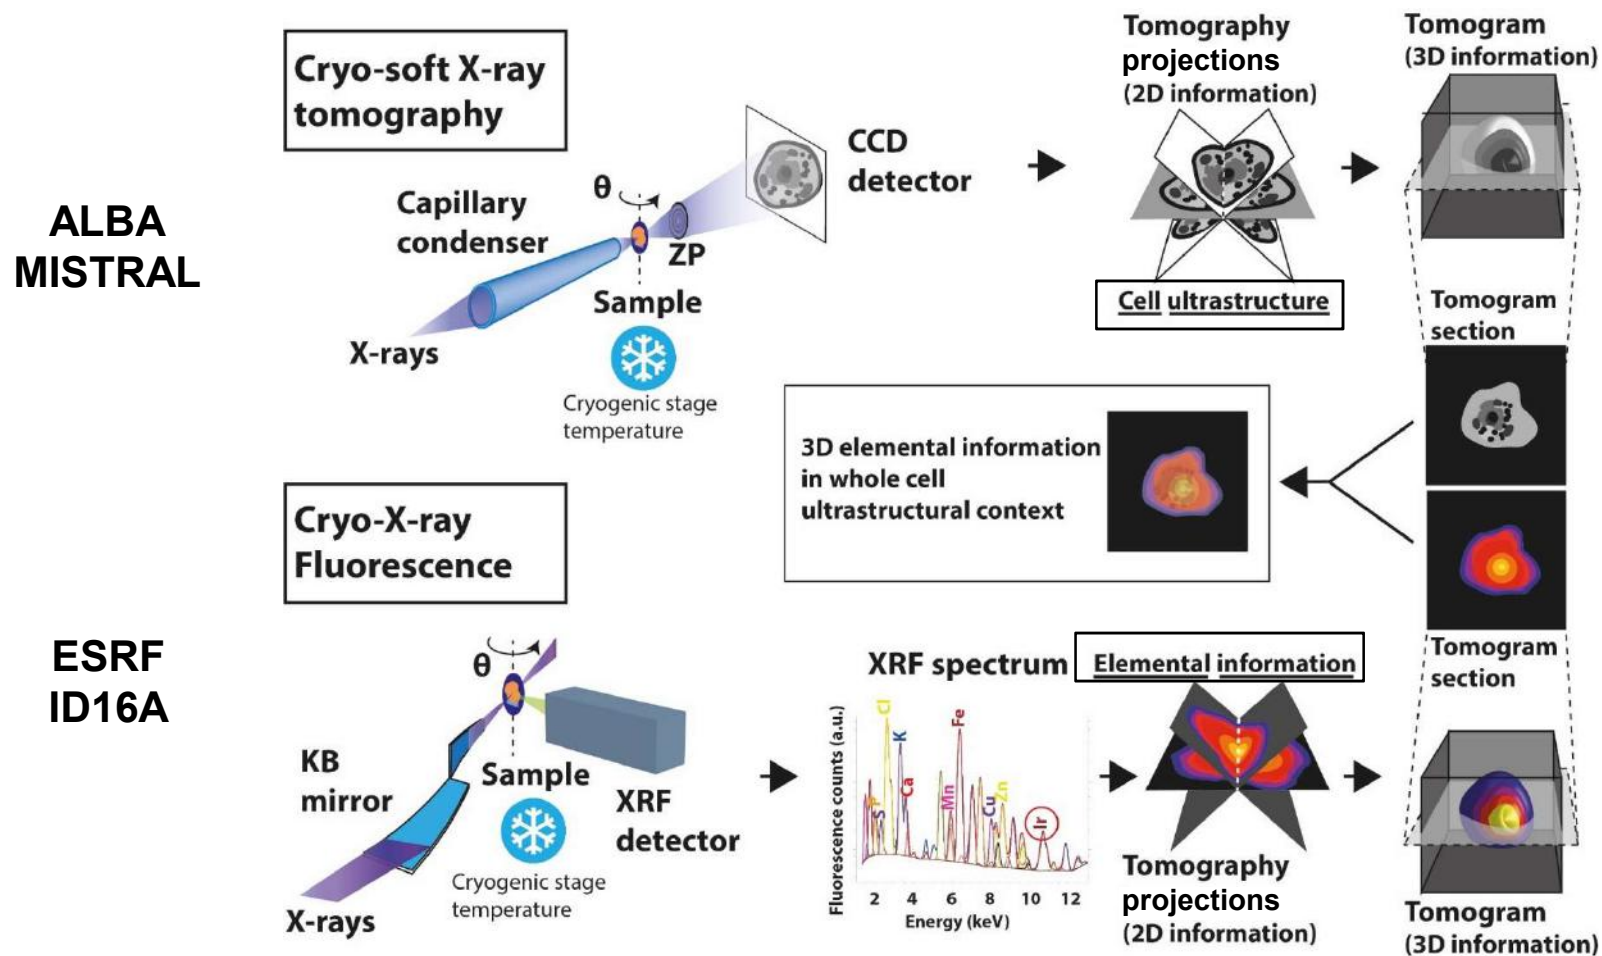 ALBA
MISTRAL
Cryo-soft X-ray
tomography
Capillary
condenser
θ
ZP
Sample
X-rays
Cryogenic stage
temperature
CCD
detector
Tomography
projections
(2D information)
Cell ultrastructure
Tomogram
(3D information)
Tomogram
section
3D elemental information
in whole cell
ultrastructural context
ESRF
ID16A
Cryo-X-ray
Fluorescence
θ
KB
mirror
Sample
X-rays
Cryogenic stage
temperature
XRF
detector
XRF spectrum
Fluorescence counts (a.u.)
P
S
Cl
K
Ca
Mn
Fe
Cu
Zn
Ir
2 4 6 8 10 12
Energy (keV)
Elemental information
Tomography
projections
(2D information)
Tomogram
section
Tomogram
(3D information)